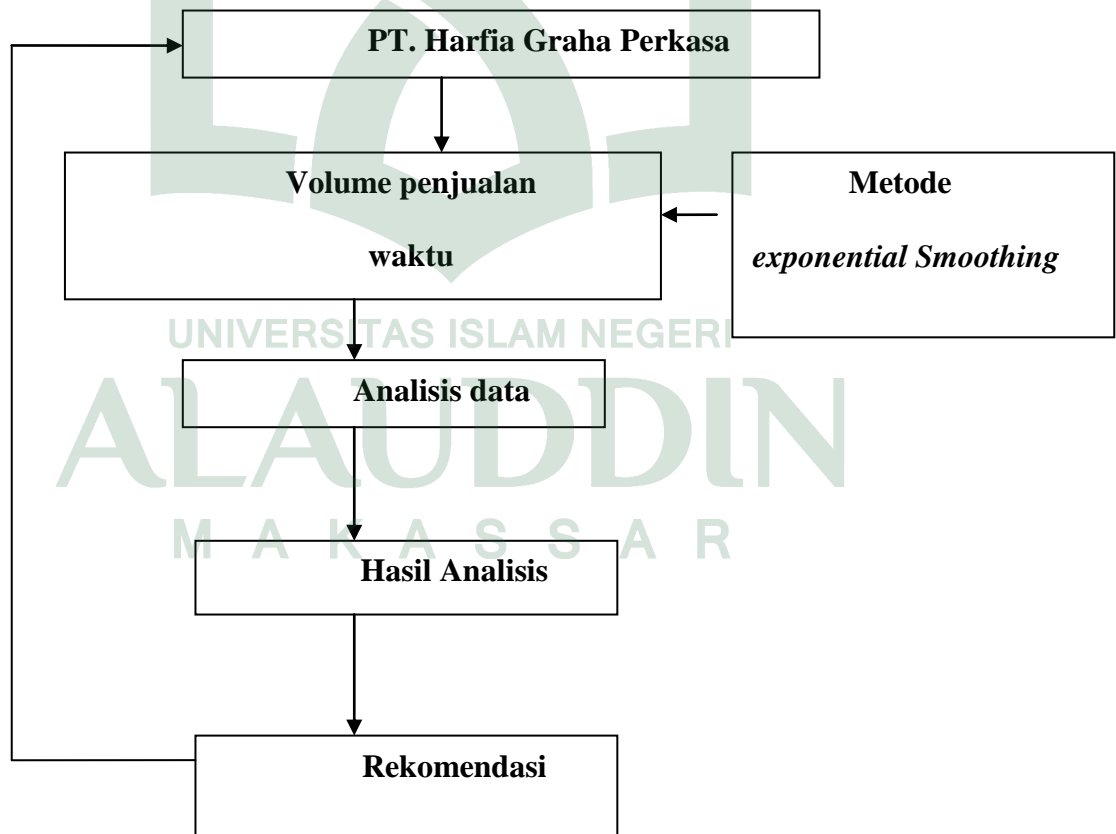 PT. Harfia Graha Perkasa
Volume penjualan
waktu
Metode
exponential Smoothing
UNIVERSITAS ISLAM NEGERI
Analisis data
ALAUDDIN
MAKASSAR
Hasil Analisis
Rekomendasi